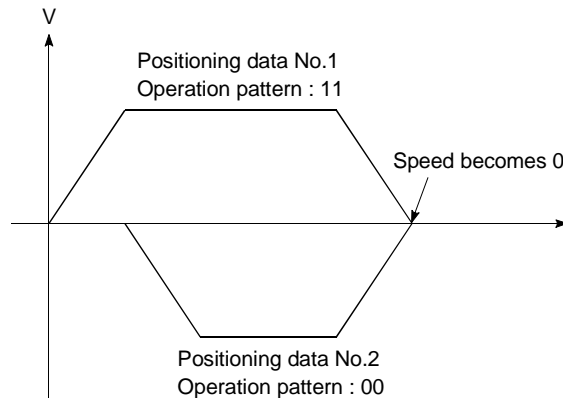 V
Positioning data No.1
Operation pattern : 11
Speed becomes 0
Positioning data No.2
Operation pattern : 00